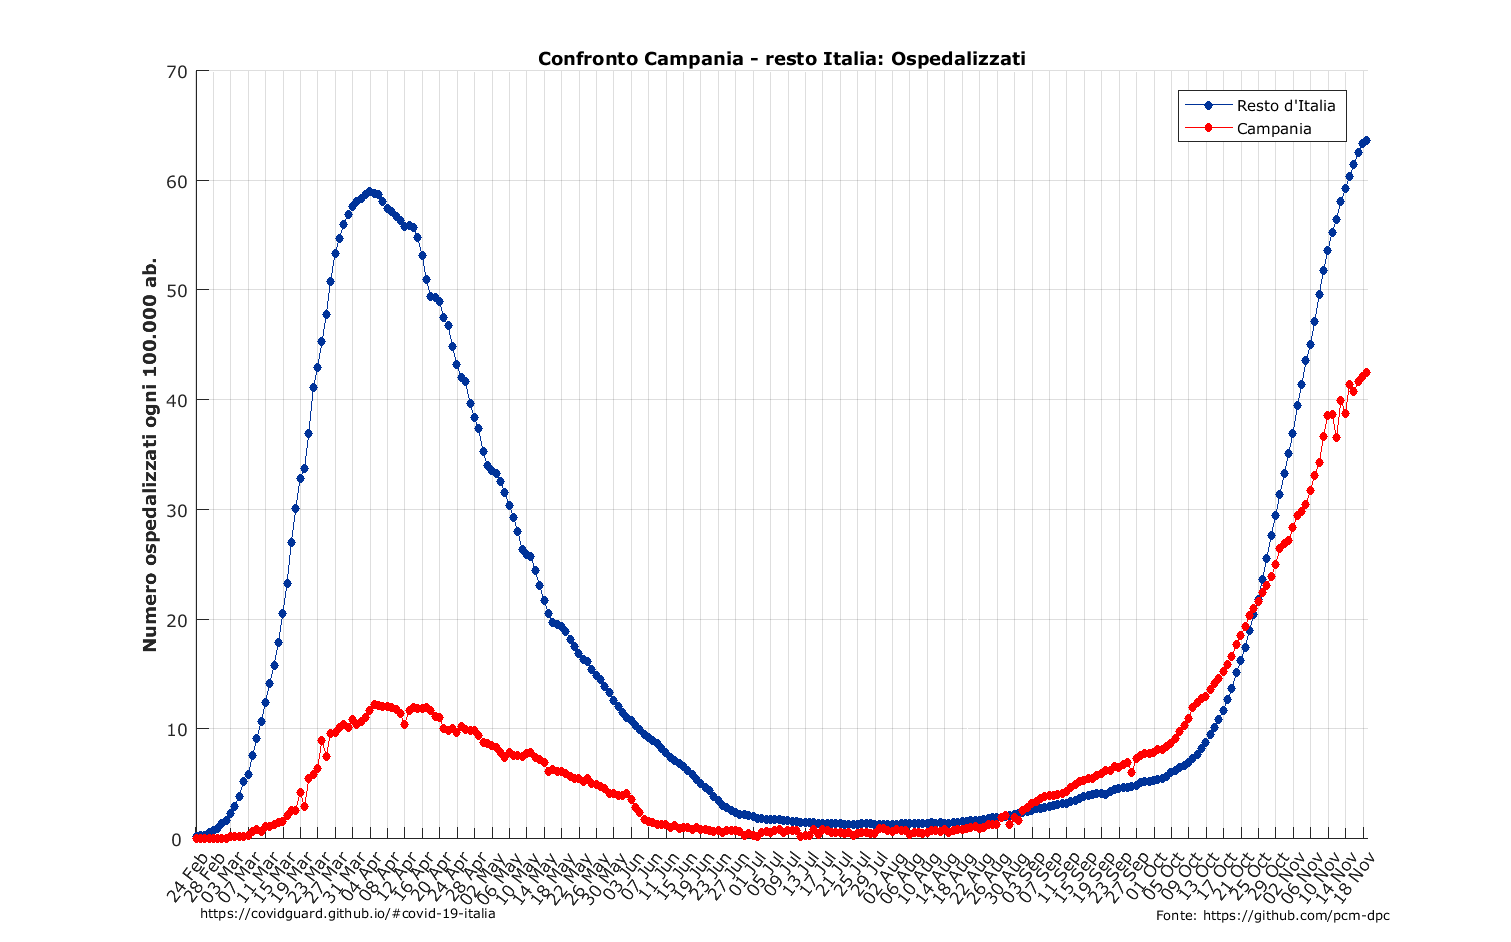 Confronto Campania - resto Italia: Ospedalizzati
Resto d'Italia
Campania
Numero ospedalizzati ogni 100.000 ab.
70
60
50
40
30
20
10
0
24 Feb
28 Feb
03 Mar
07 Mar
11 Mar
15 Mar
19 Mar
23 Mar
27 Mar
31 Mar
04 Apr
08 Apr
12 Apr
16 Apr
20 Apr
24 Apr
28 Apr
02 May
06 May
10 May
14 May
18 May
22 May
26 May
30 May
03 Jun
07 Jun
11 Jun
15 Jun
19 Jun
23 Jun
27 Jun
01 Jul
05 Jul
09 Jul
13 Jul
17 Jul
21 Jul
25 Jul
29 Jul
02 Aug
06 Aug
10 Aug
14 Aug
18 Aug
22 Aug
26 Aug
30 Aug
03 Sep
07 Sep
11 Sep
15 Sep
19 Sep
23 Sep
27 Sep
01 Oct
05 Oct
09 Oct
13 Oct
17 Oct
21 Oct
25 Oct
29 Oct
02 Nov
06 Nov
10 Nov
14 Nov
18 Nov
https://covidguard.github.io/#covid-19-italia
Fonte: https://github.com/pcm-dpc